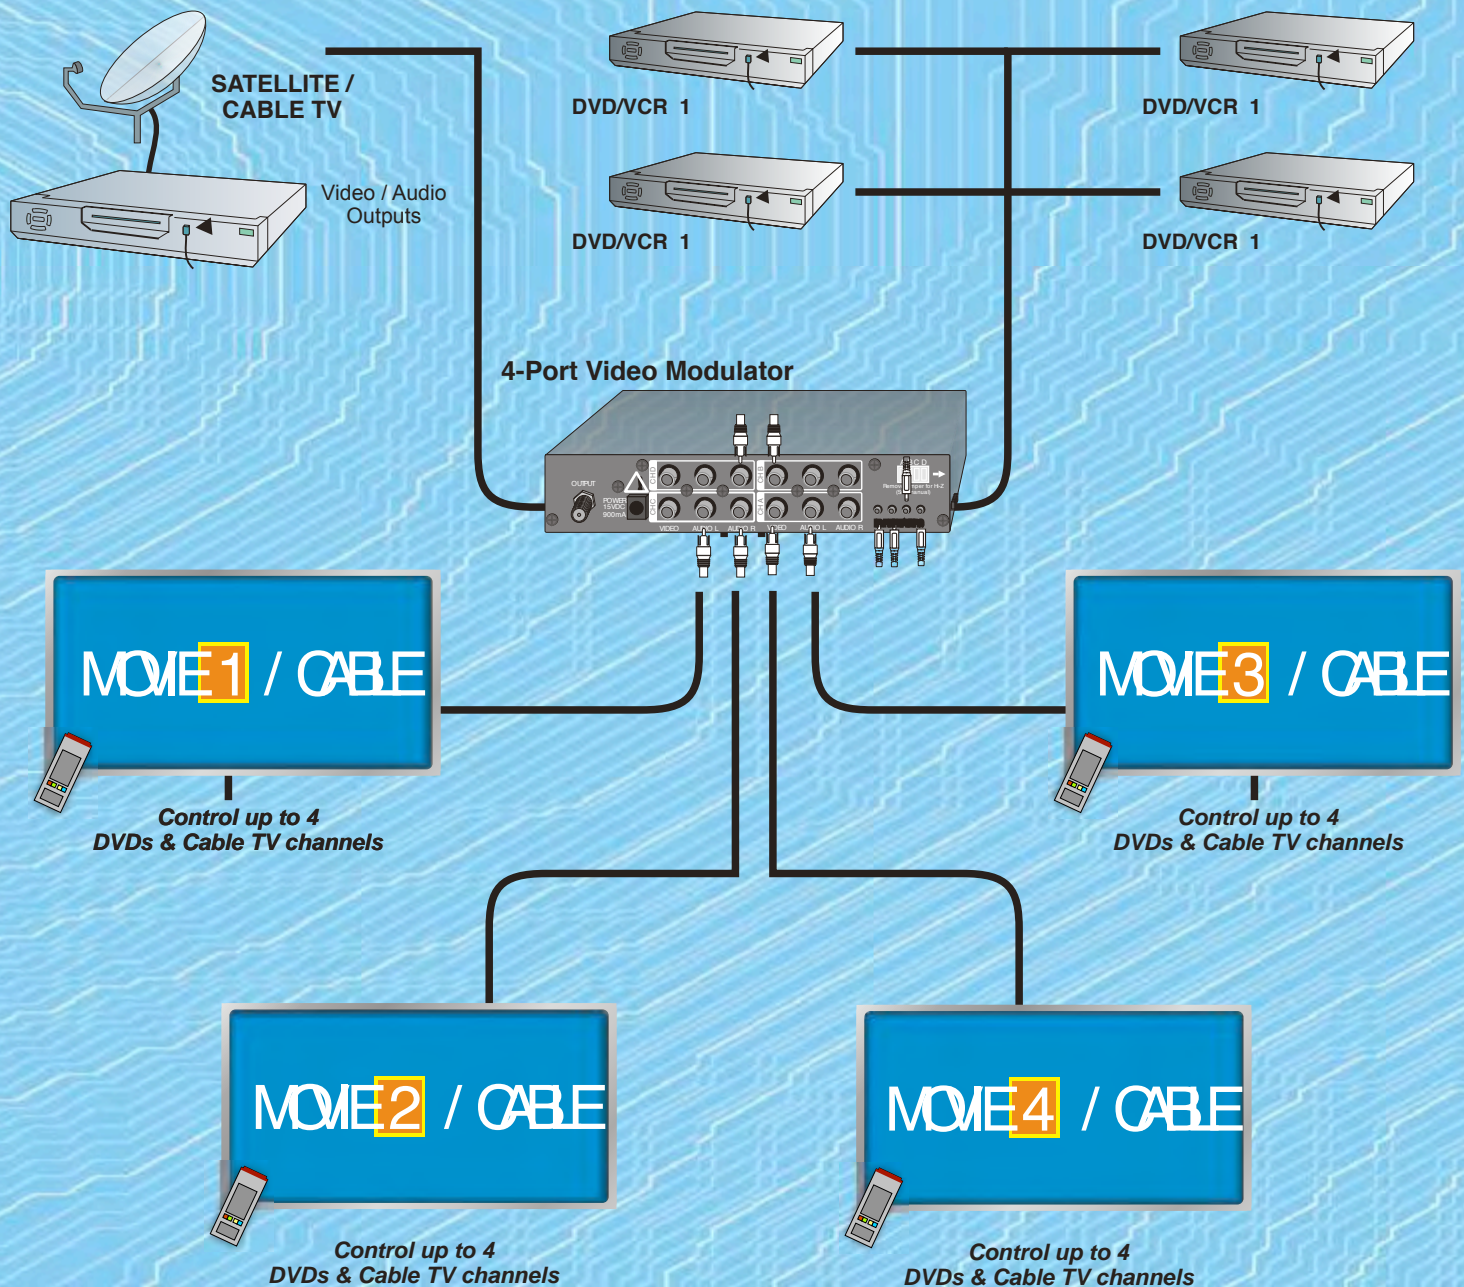 SATELLITE /
CABLE TV
Video / Audio
Outputs
DVD/VCR 1
DVD/VCR 1
DVD/VCR 1
DVD/VCR 1
4-Port Video Modulator
OUTPUT
POWER
15VDC
900mA
CH D
CH B
CH C
CH A
VIDEO AUDIO L AUDIO R VIDEO AUDIO L AUDIO R
C D
MOVIE 1 / CABLE
Control up to 4
DVDs & Cable TV channels
MOVIE 3 / CABLE
Control up to 4
DVDs & Cable TV channels
MOVIE 2 / CABLE
Control up to 4
DVDs & Cable TV channels
MOVIE 4 / CABLE
Control up to 4
DVDs & Cable TV channels